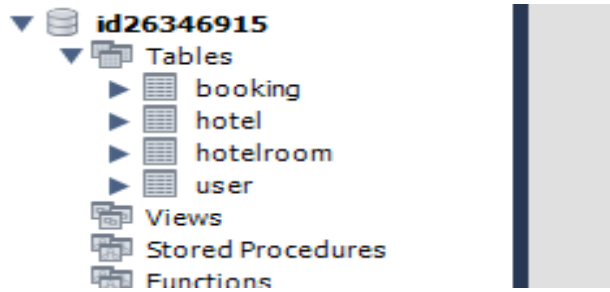 id26346915
Tables
booking
hotel
hotelroom
user
Views
Stored Procedures
Functions